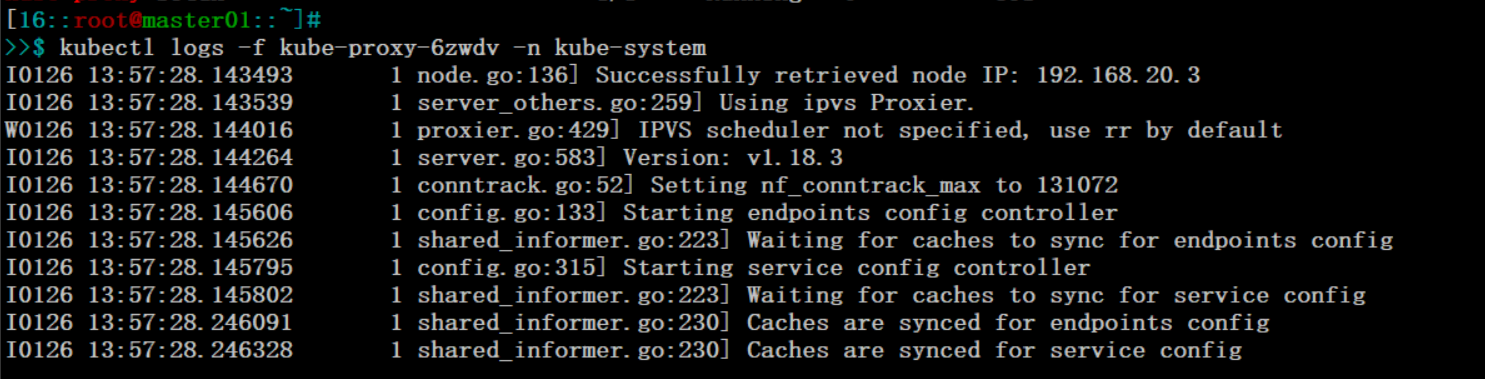 [16::root@master01::~]#
>>$ kubectl logs -f kube-proxy-6zwdv -n kube-system
I0126 13:57:28.143493       1 node.go:136] Successfully retrieved node IP: 192.168.20.3
I0126 13:57:28.143539       1 server_others.go:259] Using ipvs Proxier.
W0126 13:57:28.144016       1 proxier.go:429] IPVS scheduler not specified, use rr by default
I0126 13:57:28.144264       1 server.go:583] Version: v1.18.3
I0126 13:57:28.144670       1 conntrack.go:52] Setting nf_conntrack_max to 131072
I0126 13:57:28.145606       1 config.go:133] Starting endpoints config controller
I0126 13:57:28.145626       1 shared_informer.go:223] Waiting for caches to sync for endpoints config
I0126 13:57:28.145795       1 config.go:315] Starting service config controller
I0126 13:57:28.145802       1 shared_informer.go:223] Waiting for caches to sync for service config
I0126 13:57:28.246091       1 shared_informer.go:230] Caches are synced for endpoints config
I0126 13:57:28.246328       1 shared_informer.go:230] Caches are synced for service config